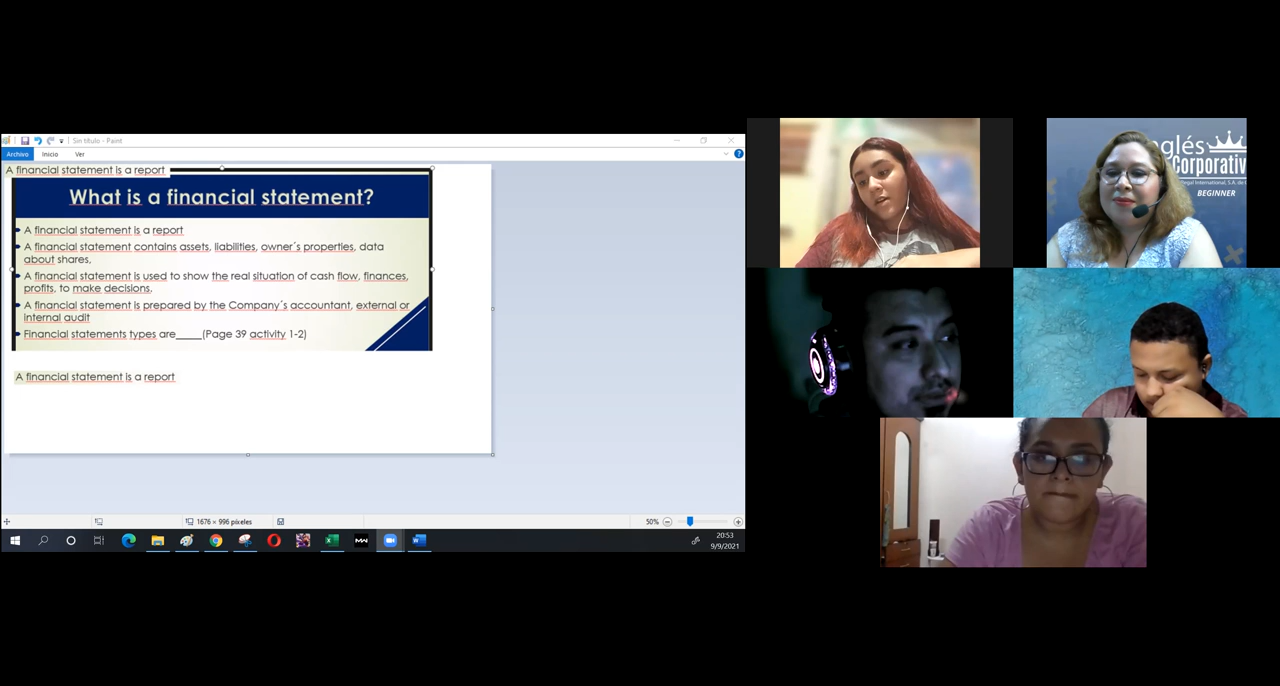 Sin título - Paint
Archivo Inicio Ver
A financial statement is a report
What is a financial statement?
A financial statement is a report
A financial statement contains assets, liabilities, owner´s properties, data
about shares,
A financial statement is used to show the real situation of cash flow, finances,
profits, to make decisions,
A financial statement is prepared by the Company´s accountant, external or
internal audit
Financial statements types are_____(Page 39 activity 1-2)
A financial statement is a report
1676 × 996 píxeles
50%
20:53
9/9/2021
nglés
Corporativ
BEGINNER